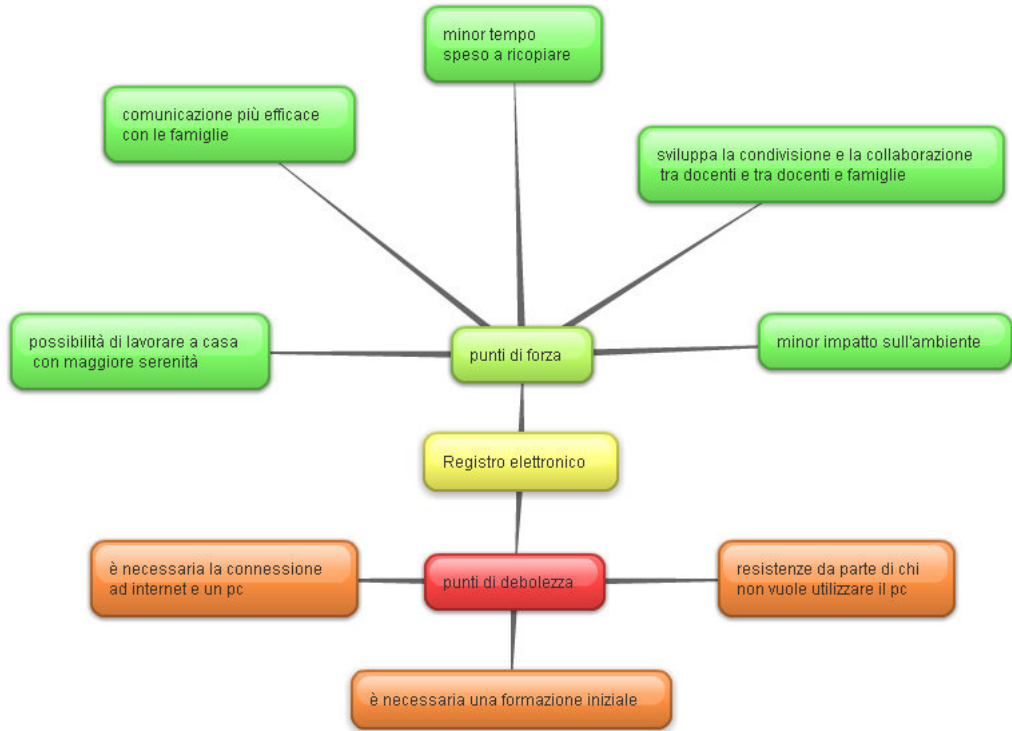 minor tempo
speso a ricopiare
comunicazione più efficace
con le famiglie
sviluppa la condivisione e la collaborazione
tra docenti e tra docenti e famiglie
possibilità di lavorare a casa
con maggiore serenità
punti di forza
minor impatto sull'ambiente
Registro elettronico
è necessaria la connessione
ad internet e un pc
punti di debolezza
resistenze da parte di chi
non vuole utilizzare il pc
è necessaria una formazione iniziale